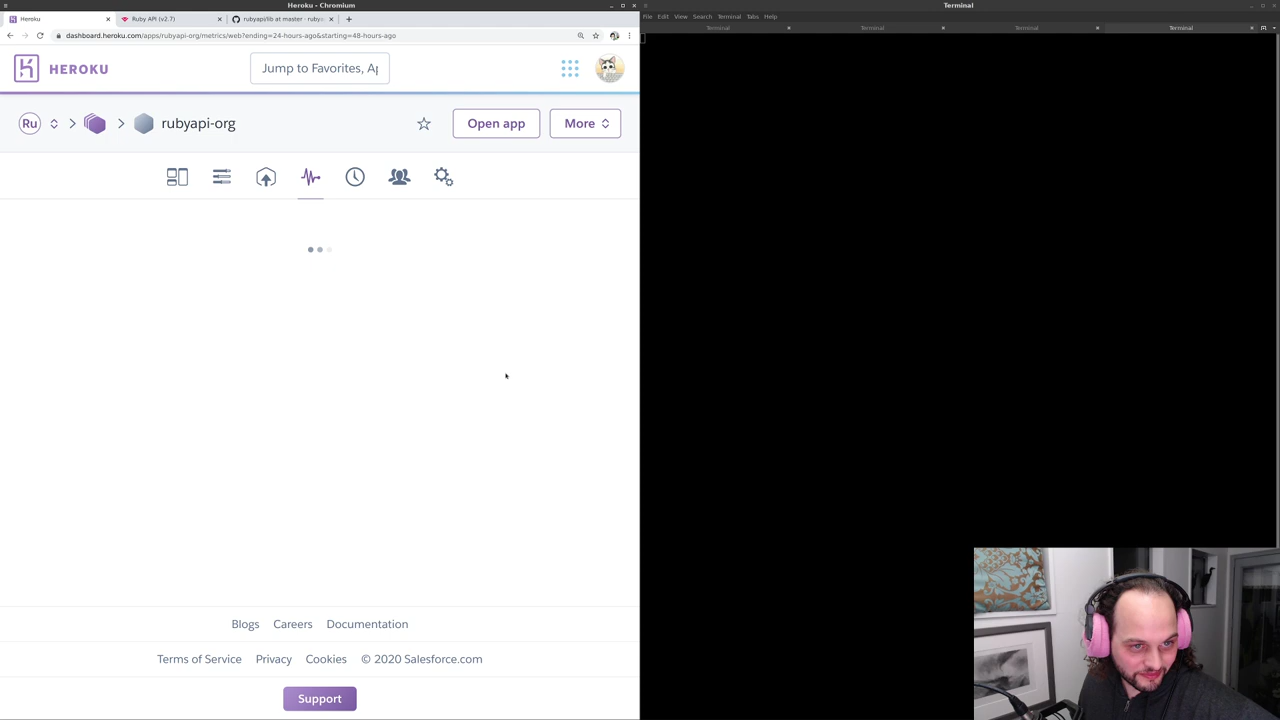 Heroku - Chromium
Heroku
Ruby API (v2.7)
rubyapi/lib at master · rubya
dashboard.heroku.com/apps/rubyapi-org/metrics/web?ending=24-hours-ago&starting=48-hours-ago
HEROKU
Jump to Favorites, Ap
Ru
rubyapi-org
Open app
More
Blogs
Careers
Documentation
Terms of Service
Privacy
Cookies
© 2020 Salesforce.com
Support
Terminal
File Edit View Search Terminal Tabs Help
Terminal
Terminal
Terminal
Terminal